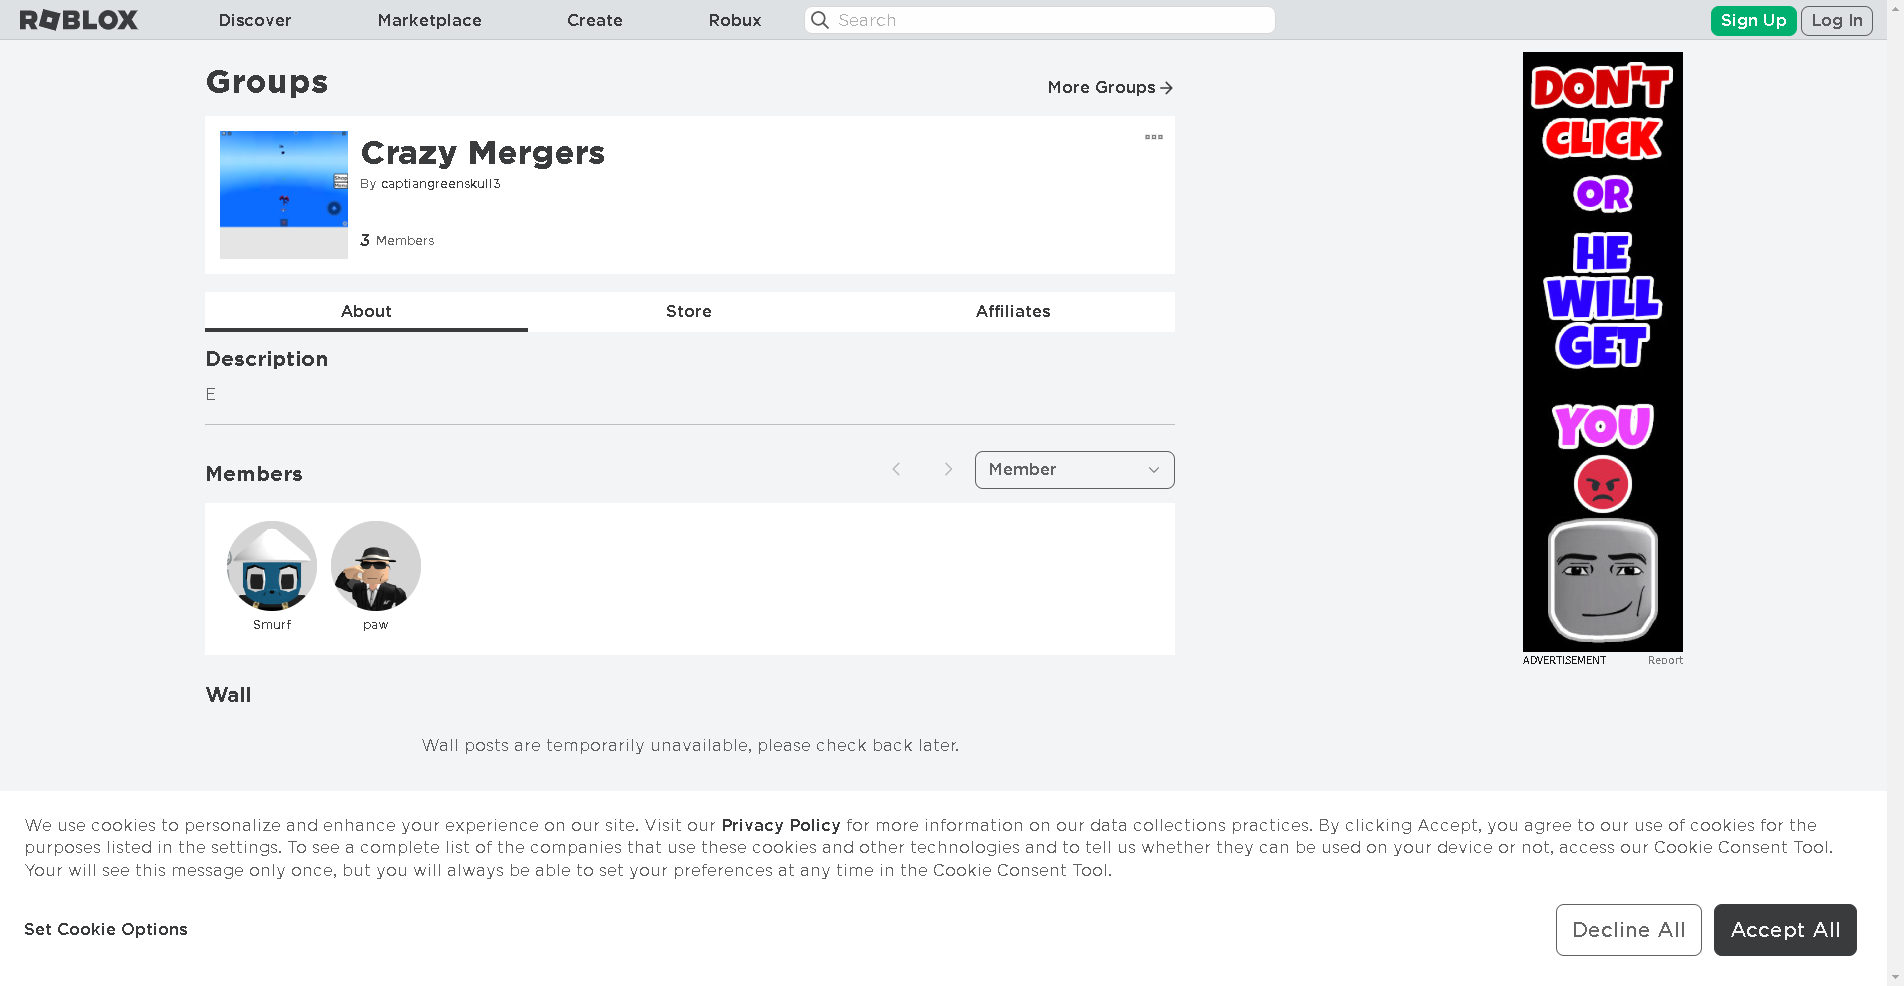 ROBLOX Discover Marketplace Create Robux Search Sign Up Log In
Groups
More Groups
Crazy Mergers
By captiangreenskull3
3 Members
About Store Affiliates
Description
E
Members
Member
Smurf paw
Wall
Wall posts are temporarily unavailable, please check back later.
DON'T
CLICK
OR
HE
WILL
GET
YOU
ADVERTISEMENT Report
We use cookies to personalize and enhance your experience on our site. Visit our Privacy Policy for more information on our data collections practices. By clicking Accept, you agree to our use of cookies for the
purposes listed in the settings. To see a complete list of the companies that use these cookies and other technologies and to tell us whether they can be used on your device or not, access our Cookie Consent Tool.
Your will see this message only once, but you will always be able to set your preferences at any time in the Cookie Consent Tool.
Set Cookie Options
Decline All Accept All